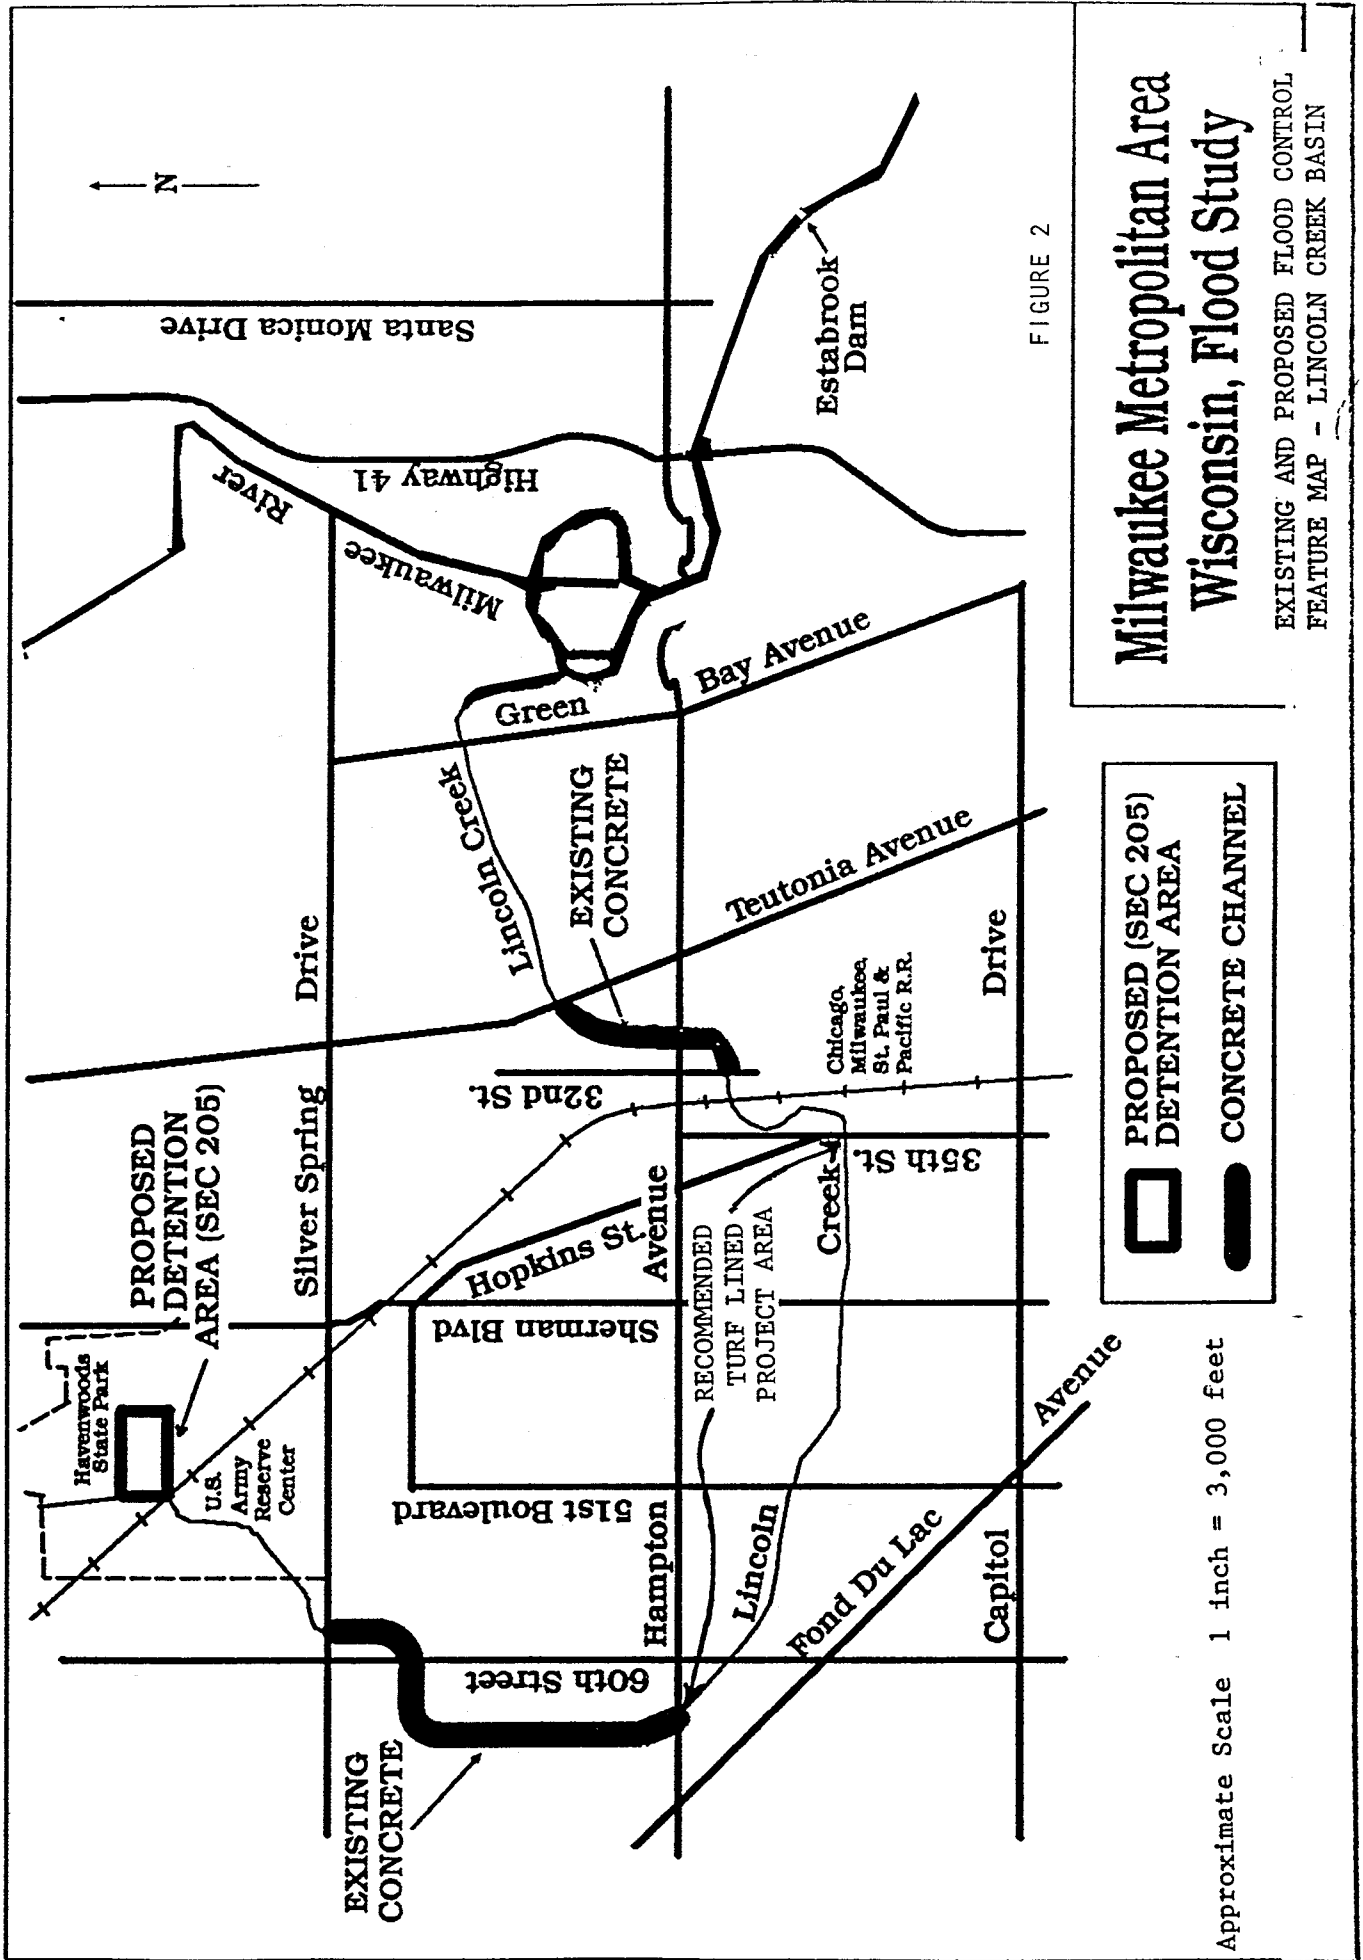 N
Santa Monica Drive
Highway 41
Milwaukee
River
Estabrook
Dam
Green
Bay Avenue
Lincoln Creek
EXISTING
CONCRETE
Teutonia Avenue
Silver Spring
Drive
32nd St.
Chicago,
Milwaukee,
St. Paul &
Pacific R.R.
35th St.
PROPOSED
DETENTION
AREA (SEC 205)
Havenwoods
State Park
U.S.
Army
Reserve
Center
Hopkins St.
Sherman Blvd
51st Boulevard
60th Street
Hampton
Avenue
RECOMMENDED
TURF LINED
PROJECT AREA
Lincoln
Creek
Fond Du Lac
Avenue
Capitol
Drive
EXISTING
CONCRETE
FIGURE 2
Approximate Scale 1 inch = 3,000 feet
PROPOSED (SEC 205)
DETENTION AREA
CONCRETE CHANNEL
Milwaukee Metropolitan Area
Wisconsin, Flood Study
EXISTING AND PROPOSED FLOOD CONTROL
FEATURE MAP - LINCOLN CREEK BASIN